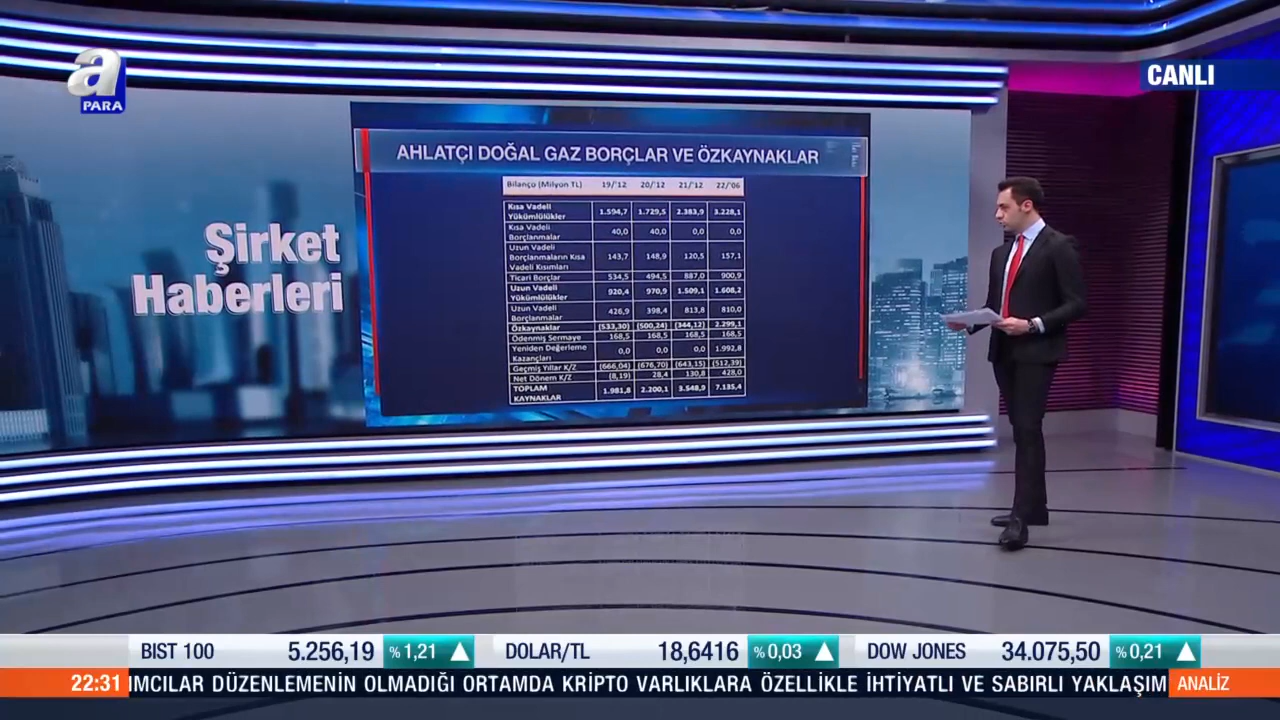 a
PARA
CANLI
AHLATÇI DOĞAL GAZ BORÇLAR VE ÖZKAYNAKLAR
Şirket
Haberleri
Bilanço (Milyon TL) 19/'12 20/'12 21/'12 22/'06
Kısa Vadeli
Yükümlülükler 1.594,7 1.729,5 2.383,9 3.228,1
Kısa Vadeli
Borçlanmalar 40,0 40,0 0,0 0,0
Uzun Vadeli
Borçlanmaların Kısa 143,7 148,9 120,5 157,1
Vadeli Kısımları
Ticari Borçlar 534,5 494,5 887,0 900,9
Uzun Vadeli
Yükümlülükler 920,4 970,9 1.509,1 1.608,2
Uzun Vadeli
Borçlanmalar 426,9 398,4 813,8 810,0
Özkaynaklar (533,30) (500,24) (344,12) 2.299,1
Ödenmiş Sermaye 168,5 168,5 168,5 168,5
Yeniden Değerleme
Kazançları 0,0 0,0 0,0 1.992,8
Geçmiş Yıllar K/Z (666,04) (676,70) (643,15) (512,39)
Net Dönem K/Z (8,19) 28,4 130,8 428,0
TOPLAM
KAYNAKLAR 1.981,8 2.200,1 3.548,9 7.135,4
BIST 100 5.256,19 %1,21 DOLAR/TL 18,6416 %0,03 DOW JONES 34.075,50 %0,21
22:31 IMCILAR DÜZENLEMENİN OLMADIĞI ORTAMDA KRİPTO VARLIKLARA ÖZELLİKLE İHTİYATLI VE SABIRLI YAKLAŞIM ANALİZ